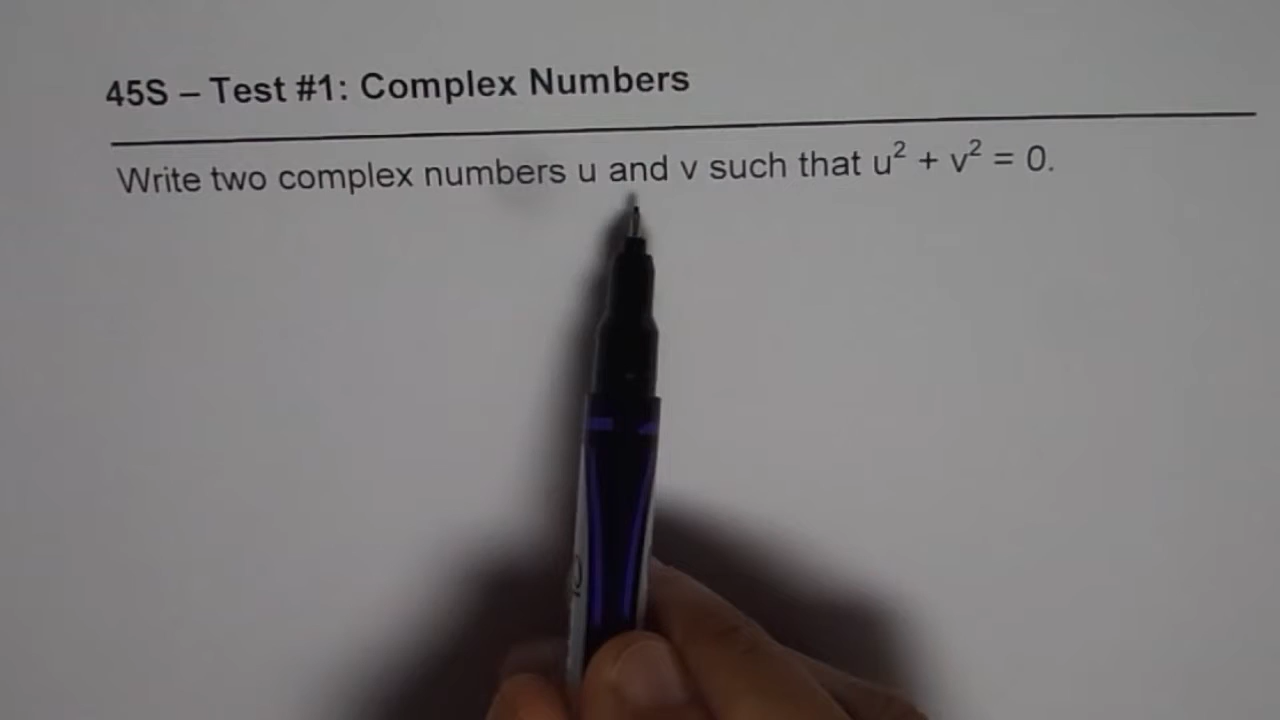 45S – Test #1: Complex Numbers
Write two complex numbers u and v such that u² + v² = 0.